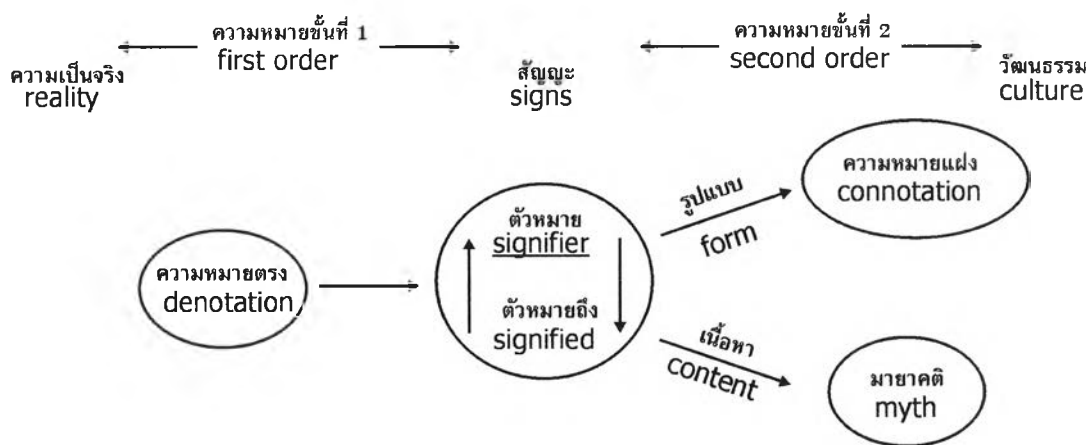 ความหมายขั้นที่ 1
first order
ความหมายขั้นที่ 2
second order
ความเป็นจริง
reality
สัญญะ
signs
วัฒนธรรม
culture
ความหมายแฝง
connotation
รูปแบบ
form
ตัวหมาย
signifier
ความหมายตรง
denotation
ตัวหมายถึง
signified
เนื้อหา
content
มายาคติ
myth